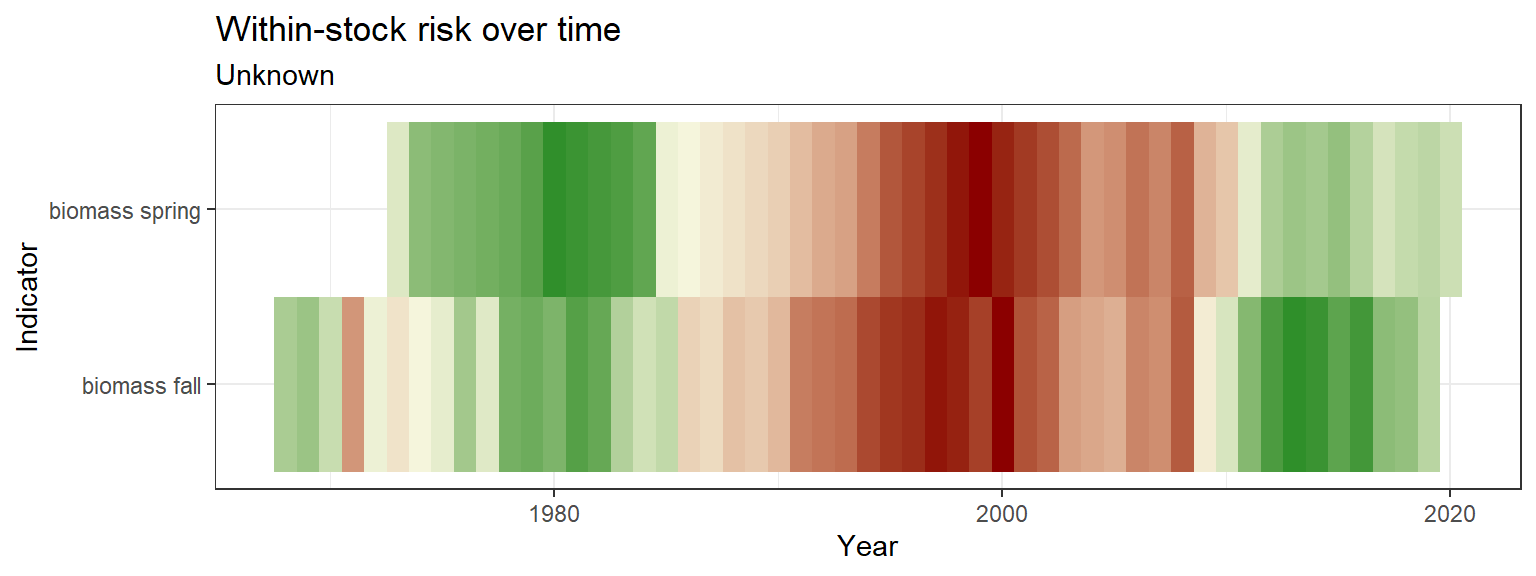 Within-stock risk over time
Unknown
Indicator
biomass spring
biomass fall
1980
2000
2020
Year